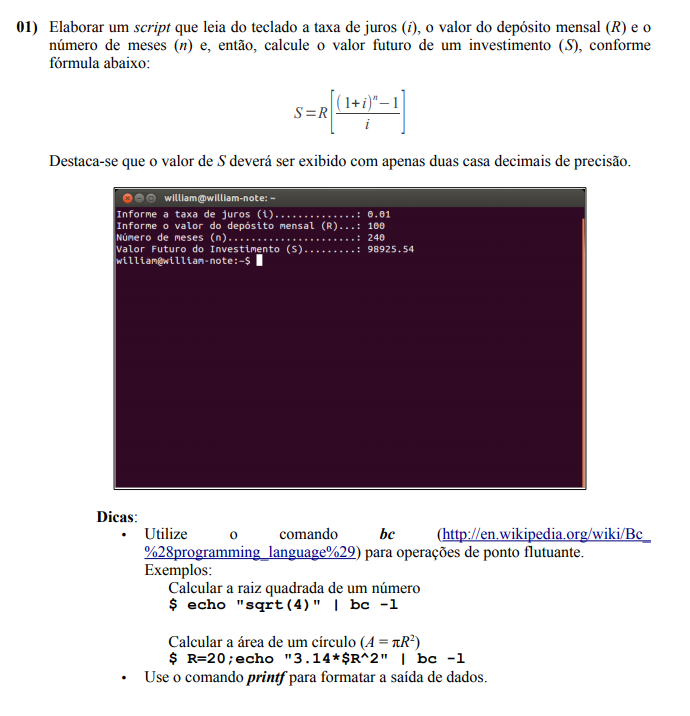 01) Elaborar um script que leia do teclado a taxa de juros (i), o valor do depósito mensal (R) e o
número de meses (n) e, então, calcule o valor futuro de um investimento (S), conforme
fórmula abaixo:
S=R[((1+i)^n−1)/i]
Destaca-se que o valor de S deverá ser exibido com apenas duas casa decimais de precisão.
william@william-note: ~
Informe a taxa de juros (i)..............: 0.01
Informe o valor do depósito mensal (R)...: 100
Número de meses (n)......................: 240
Valor Futuro do Investimento (S).........: 98925.54
william@william-note:~$
Dicas:
• Utilize o comando bc (http://en.wikipedia.org/wiki/Bc_
%28programming_language%29) para operações de ponto flutuante.
Exemplos:
Calcular a raiz quadrada de um número
$ echo "sqrt(4)" | bc -l
Calcular a área de um círculo (A = πR²)
$ R=20;echo "3.14*$R^2" | bc -l
• Use o comando printf para formatar a saída de dados.